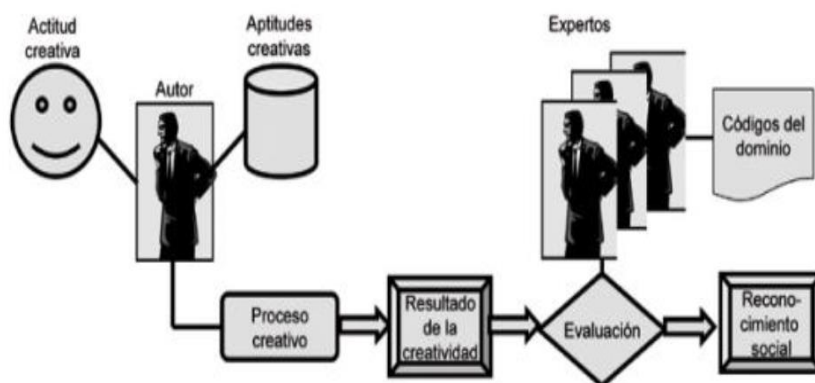 Actitud
creativa
Aptitudes
creativas
Autor
Expertos
Códigos del
dominio
Proceso
creativo
Resultado
de la
creatividad
Evaluación
Recono-
cimiento
social